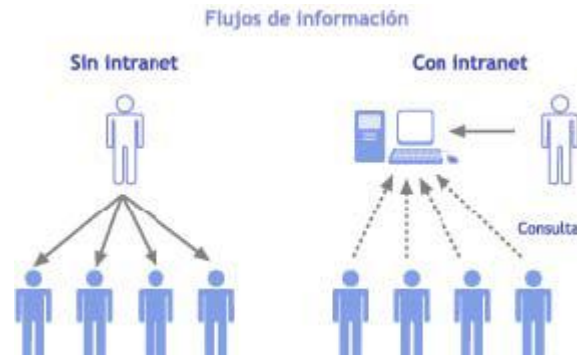 Flujos de información
Sin intranet
Con intranet
Consulta